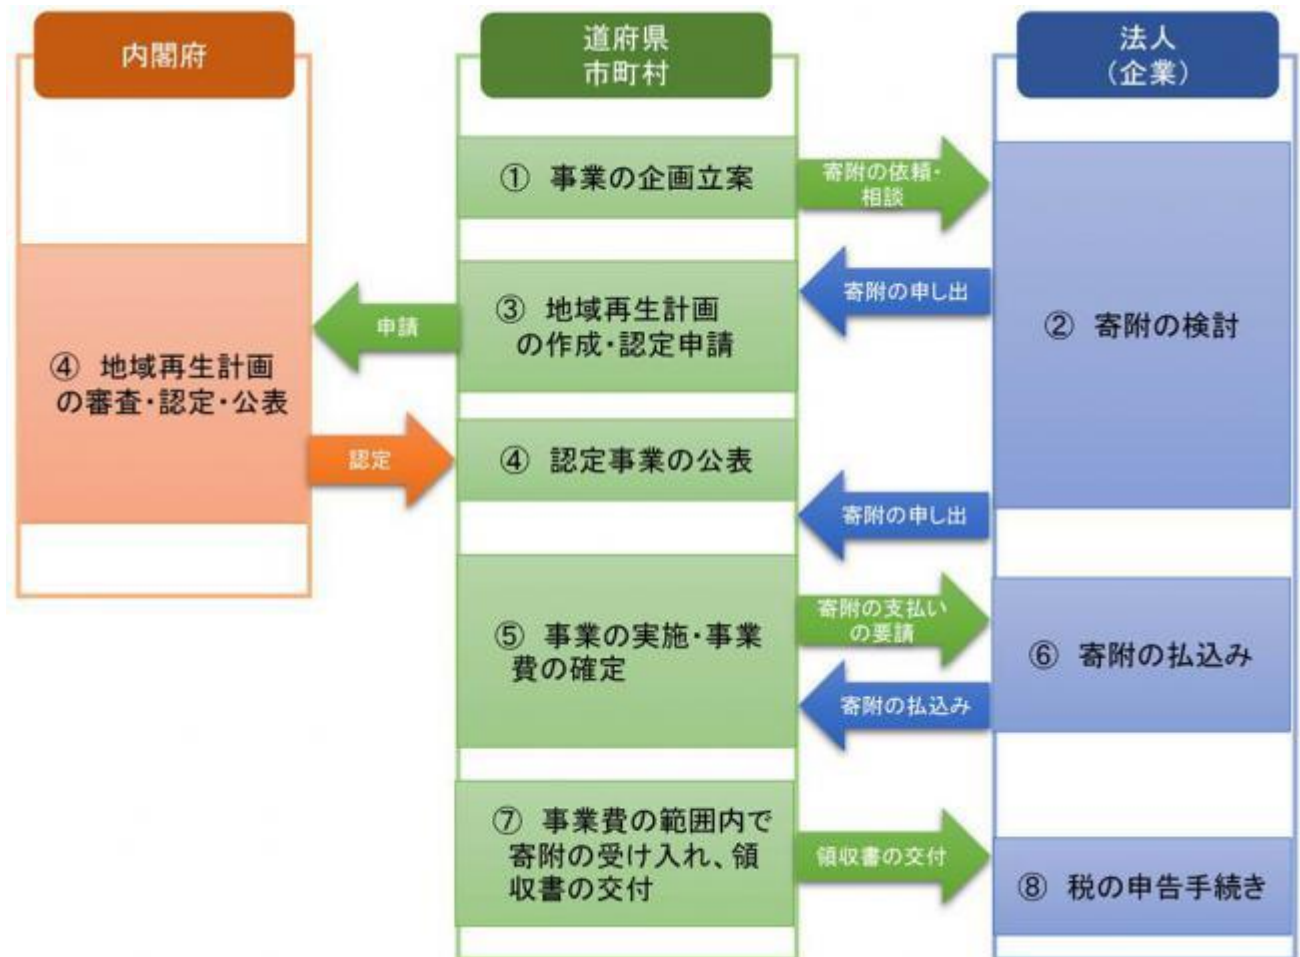 内閣府
道府県
市町村
法人
(企業)
① 事業の企画立案
寄附の依頼・
相談
寄附の申し出
② 寄附の検討
③ 地域再生計画
の作成・認定申請
申請
④ 地域再生計画
の審査・認定・公表
認定
④ 認定事業の公表
寄附の申し出
⑤ 事業の実施・事業
費の確定
寄附の支払い
の要請
⑥ 寄附の払込み
寄附の払込み
⑦ 事業費の範囲内で
寄附の受け入れ、領
収書の交付
領収書の交付
⑧ 税の申告手続き